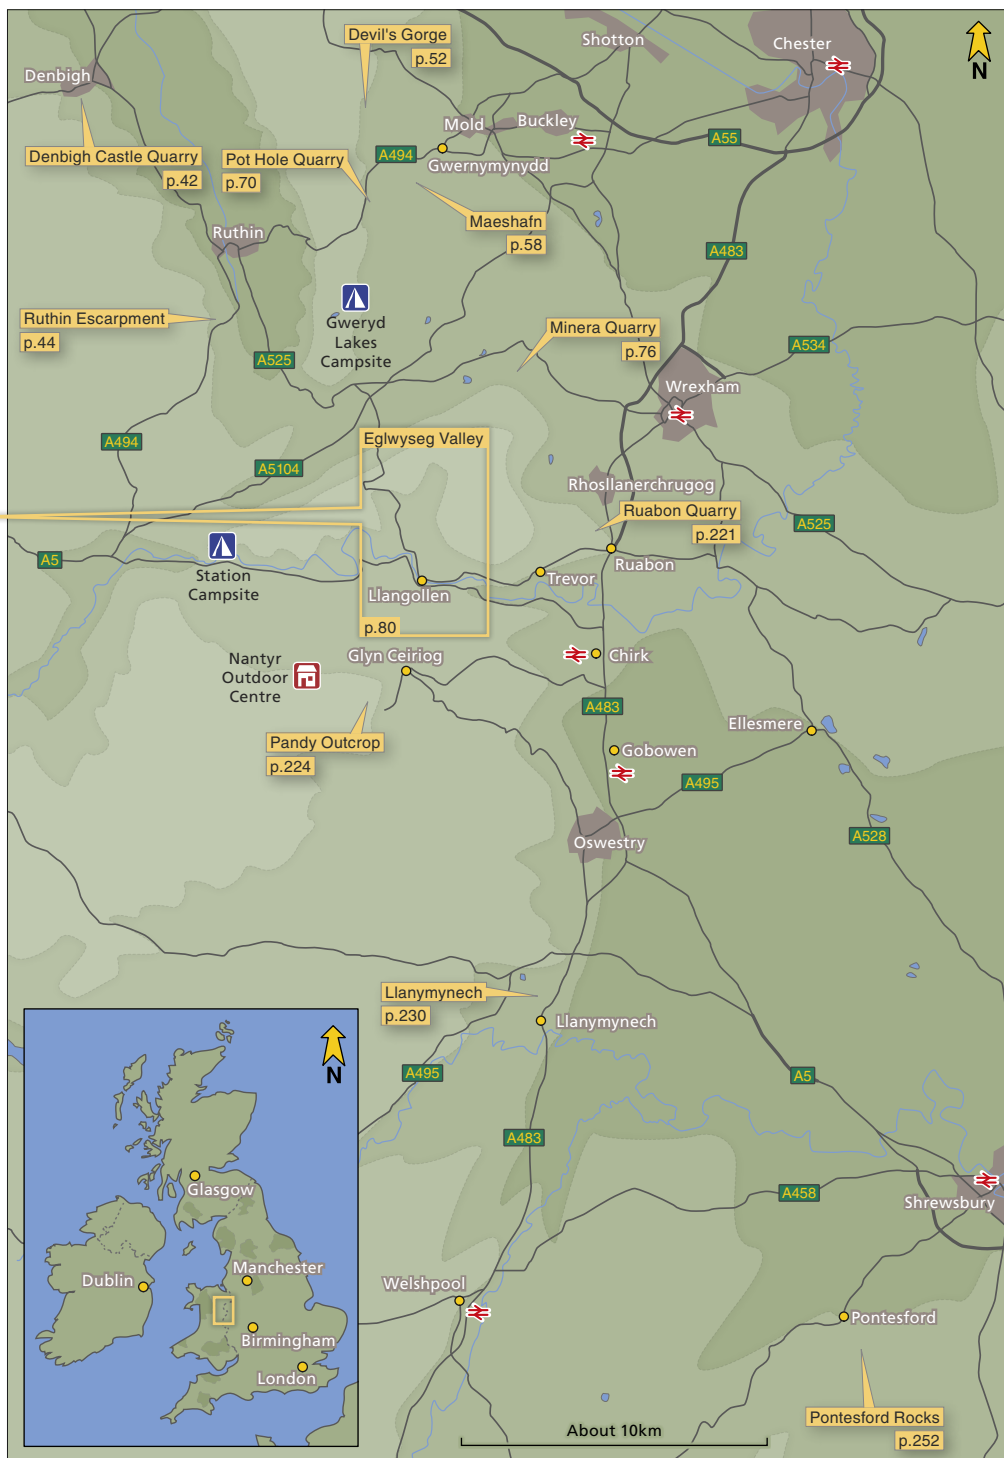 Devil's Gorge
p.52
Shotton
Chester
N
Denbigh
Mold
Buckley
A55
Denbigh Castle Quarry
p.42
Pot Hole Quarry
p.70
A494
Gwernymynydd
Maeshafn
p.58
Ruthin
A483
Ruthin Escarpment
p.44
Gweryd
Lakes
Campsite
Minera Quarry
p.76
A534
A525
Wrexham
A494
Eglwyseg Valley
A5104
Rhosllanerchrugog
Ruabon Quarry
p.221
A525
A5
Station
Campsite
Ruabon
Trevor
Llangollen
p.80
Nantyr
Outdoor
Centre
Glyn Ceiriog
Chirk
A483
Ellesmere
Pandy Outcrop
p.224
Gobowen
A495
Oswestry
A528
Llanymynech
p.230
Llanymynech
A495
A5
A483
A458
Shrewsbury
Welshpool
Pontesford
Pontesford Rocks
p.252
About 10km
N
Glasgow
Dublin
Manchester
Birmingham
London